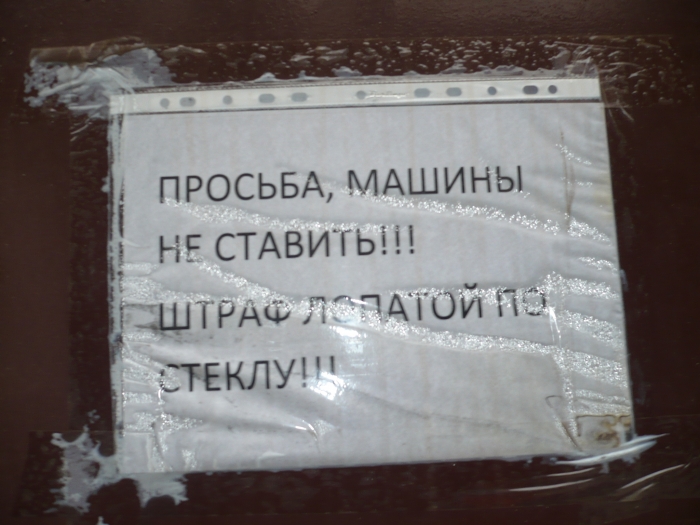 ПРОСЬБА, МАШИНЫ
НЕ СТАВИТЬ!!!
ШТРАФ ЛОПАТОЙ ПО
СТЕКЛУ!!!